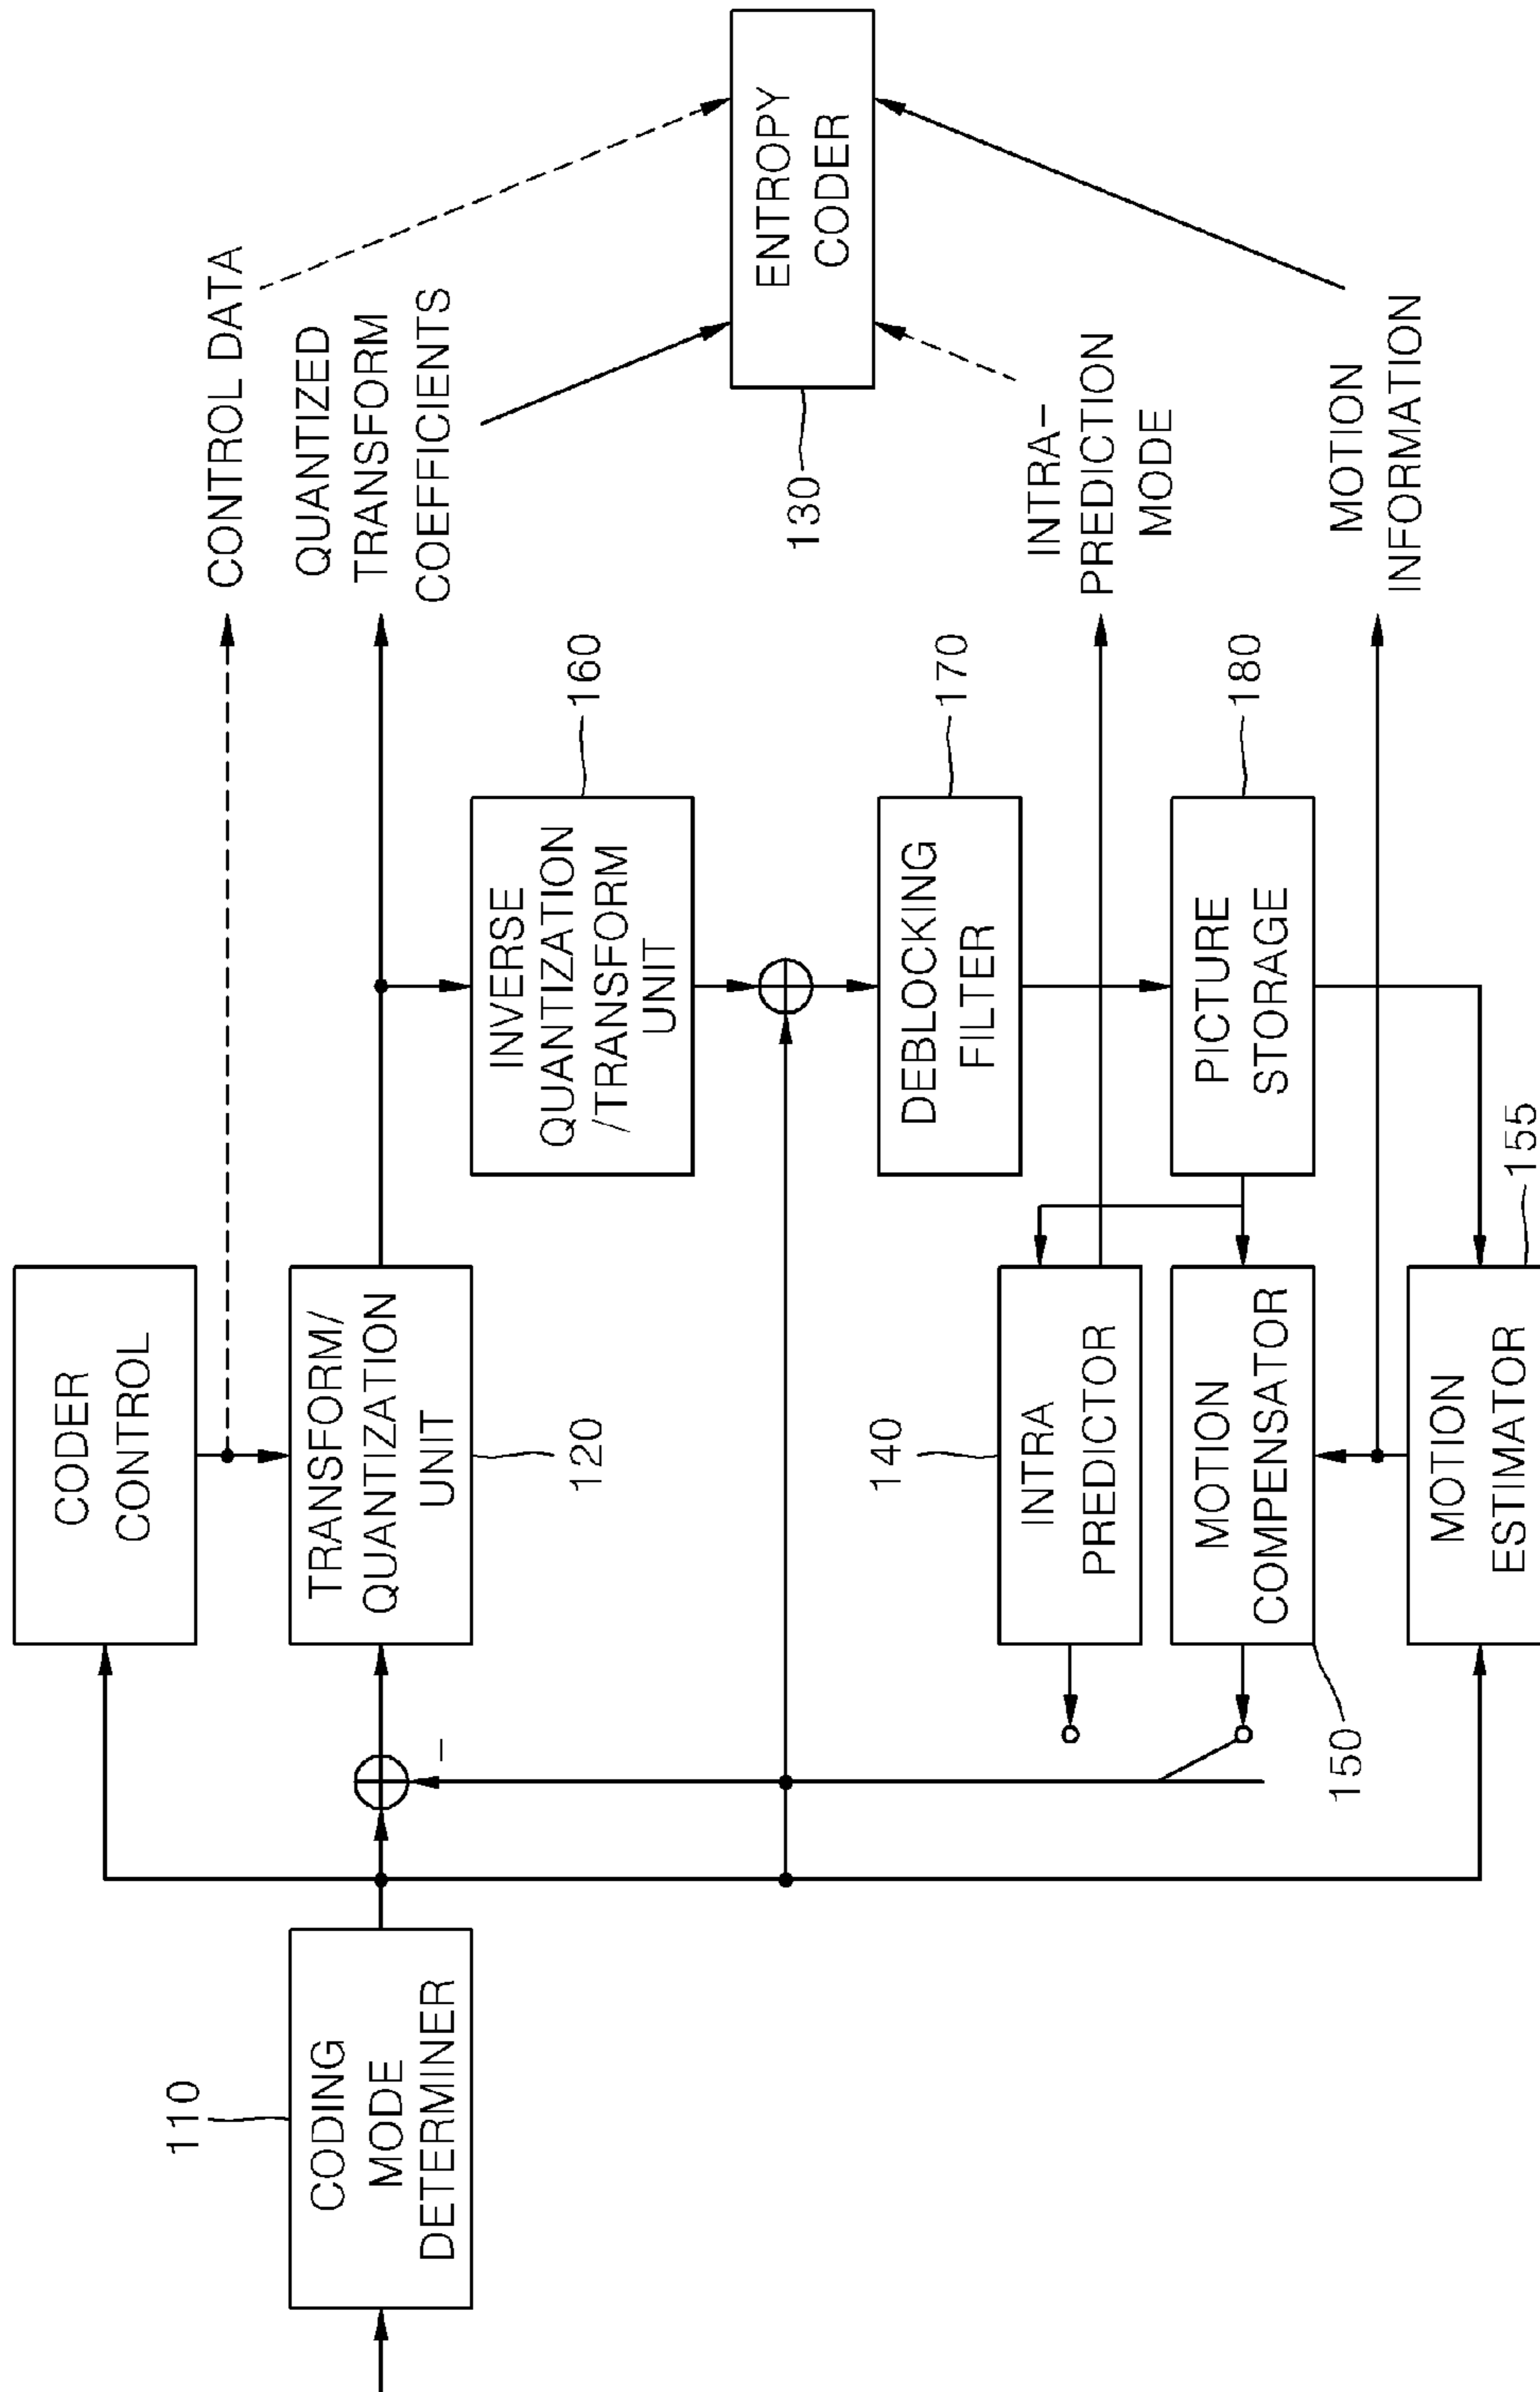 CODER
CONTROL
CONTROL DATA
110
CODING
MODE
DETERMINER
–
TRANSFORM/
QUANTIZATION
UNIT
120
QUANTIZED
TRANSFORM
COEFFICIENTS
INVERSE
QUANTIZATION
/TRANSFORM
UNIT
160
ENTROPY
CODER
130
DEBLOCKING
FILTER
170
140
INTRA
PREDICTOR
INTRA-
PREDICTION
MODE
MOTION
COMPENSATOR
150
PICTURE
STORAGE
180
MOTION
INFORMATION
MOTION
ESTIMATOR
155